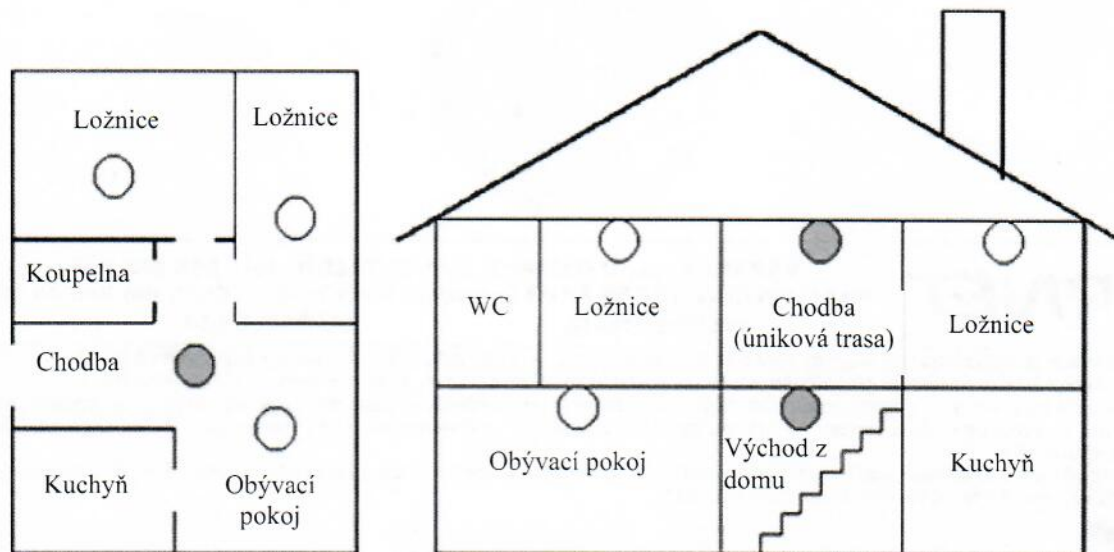 Ložnice
Ložnice
Koupelna
Chodba
Kuchyň
Obývací
pokoj
WC
Ložnice
Chodba
(úniková trasa)
Ložnice
Obývací pokoj
Východ z
domu
Kuchyň